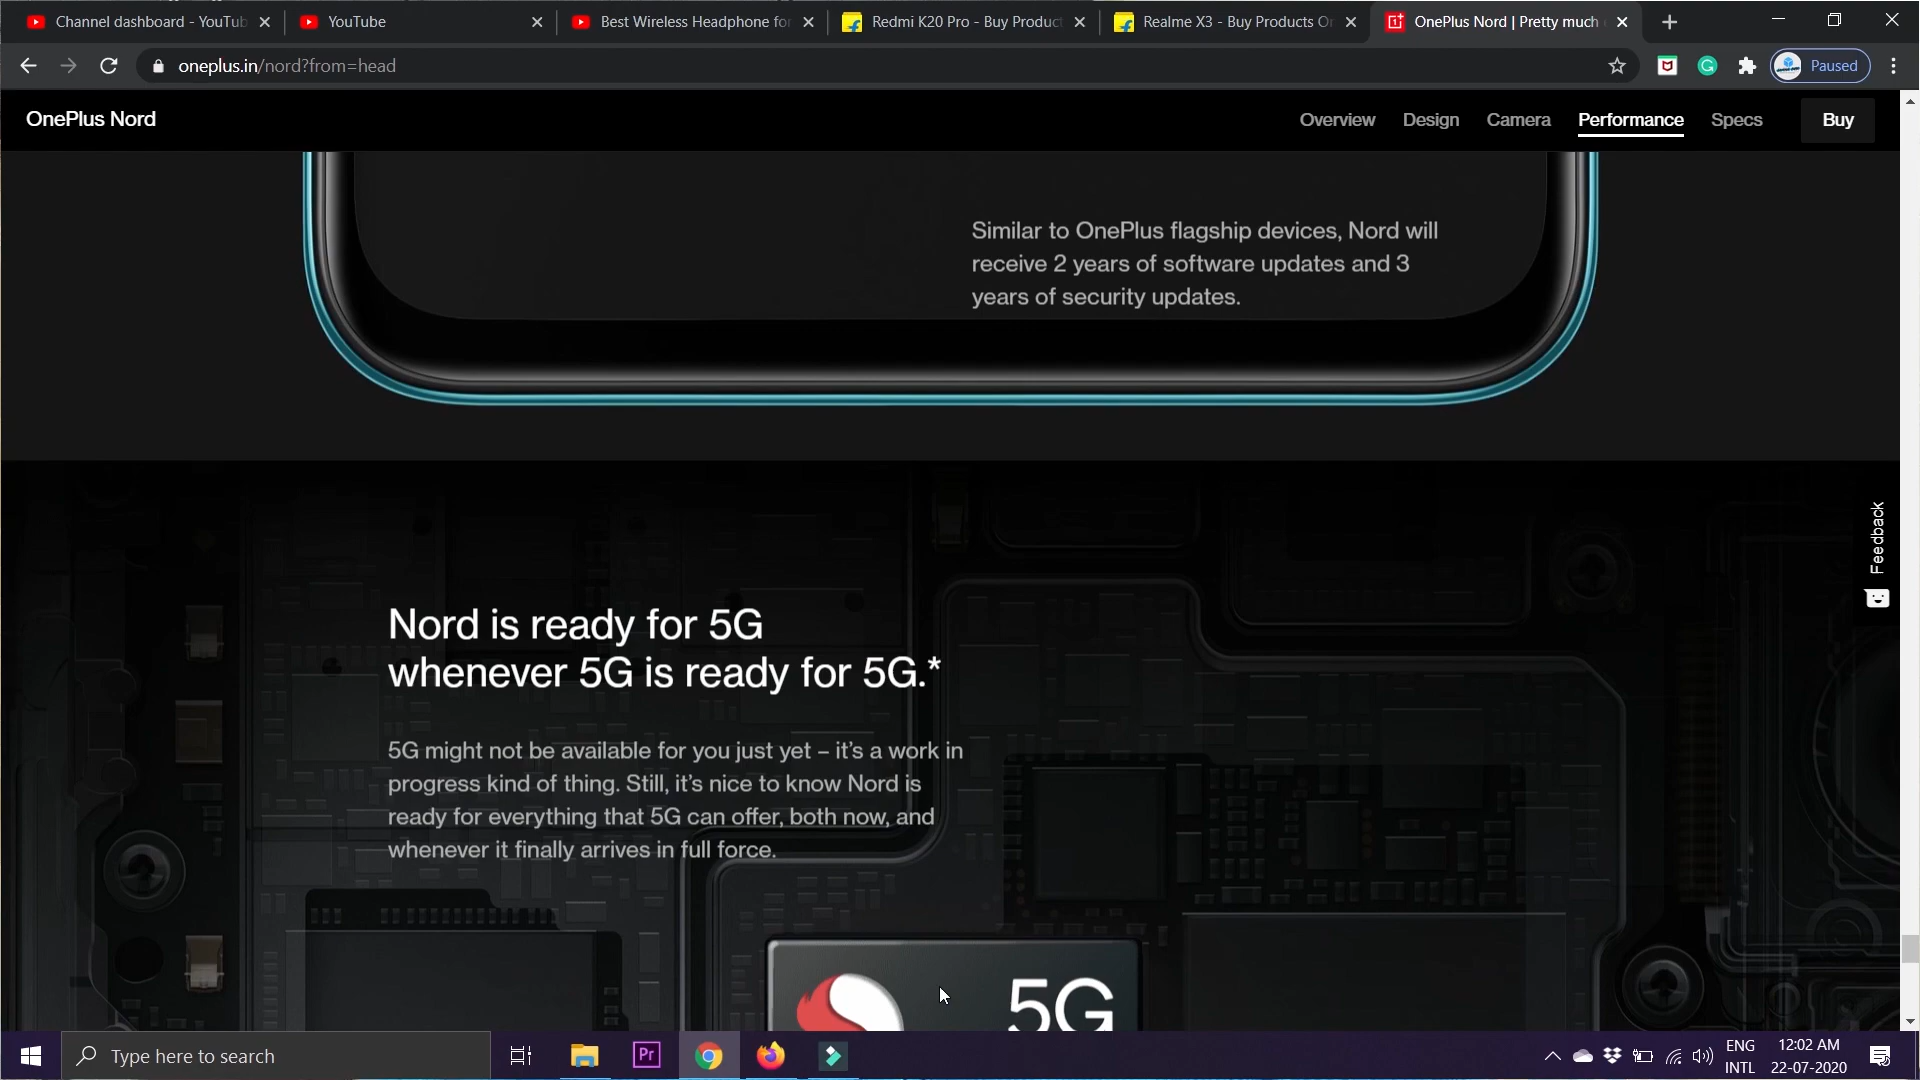 Channel dashboard - YouTub
YouTube
Best Wireless Headphone for
Redmi K20 Pro - Buy Product
Realme X3 - Buy Products On
OnePlus Nord | Pretty much
oneplus.in/nord?from=head
Paused
OnePlus Nord
Overview
Design
Camera
Performance
Specs
Buy
Similar to OnePlus flagship devices, Nord will
receive 2 years of software updates and 3
years of security updates.
Feedback
Nord is ready for 5G
whenever 5G is ready for 5G.*
5G might not be available for you just yet – it's a work in
progress kind of thing. Still, it's nice to know Nord is
ready for everything that 5G can offer, both now, and
whenever it finally arrives in full force.
5G
Type here to search
Pr
ENG
INTL
12:02 AM
22-07-2020